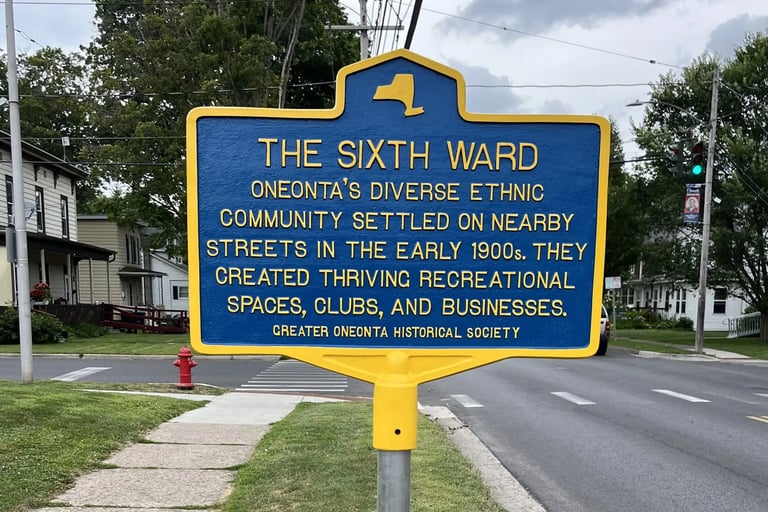 THE SIXTH WARD
ONEONTA'S DIVERSE ETHNIC
COMMUNITY SETTLED ON NEARBY
STREETS IN THE EARLY 1900s. THEY
CREATED THRIVING RECREATIONAL
SPACES, CLUBS, AND BUSINESSES.
GREATER ONEONTA HISTORICAL SOCIETY